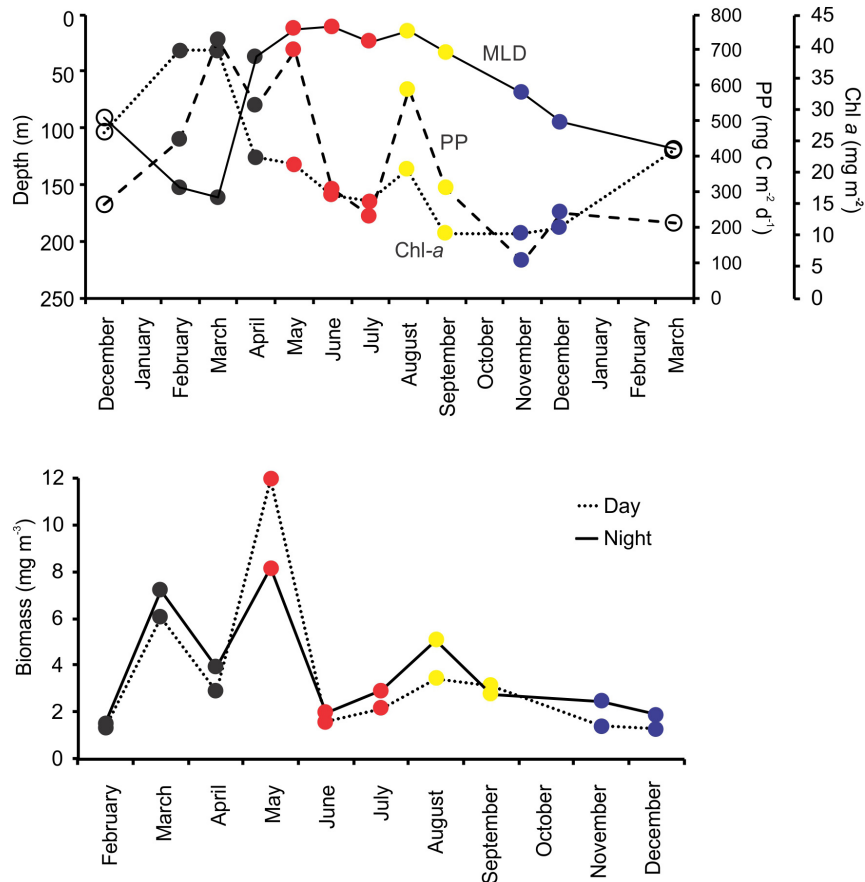 0
50
100
150
200
250
Depth (m)
MLD
PP
Chl-a
800
700
600
500
400
300
200
100
0
PP (mg C m⁻² d⁻¹)
45
40
35
30
25
20
15
10
5
0
Chl a (mg m⁻²)
December
January
February
March
April
May
June
July
August
September
October
November
December
January
February
March
12
10
8
6
4
2
0
Biomass (mg m⁻³)
Day
Night
February
March
April
May
June
July
August
September
October
November
December